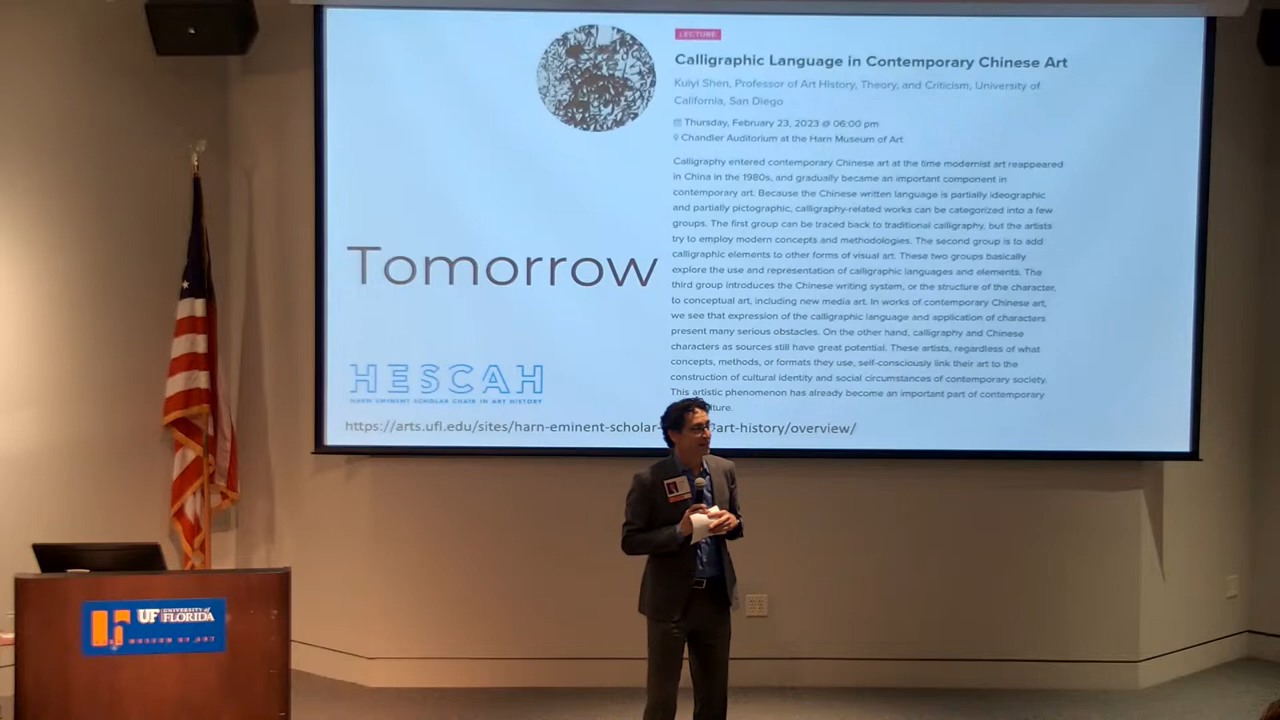 LECTURE
Calligraphic Language in Contemporary Chinese Art
Kuiyi Shen, Professor of Art History, Theory, and Criticism, University of
California, San Diego
Thursday, February 23, 2023 @ 06:00 pm
Chandler Auditorium at the Harn Museum of Art
Calligraphy entered contemporary Chinese art at the time modernist art reappeared
in China in the 1980s, and gradually became an important component in
contemporary art. Because the Chinese written language is partially ideographic
and partially pictographic, calligraphy-related works can be categorized into a few
groups. The first group can be traced back to traditional calligraphy, but the artists
try to employ modern concepts and methodologies. The second group is to add
calligraphic elements to other forms of visual art. These two groups basically
explore the use and representation of calligraphic languages and elements. The
third group introduces the Chinese writing system, or the structure of the character,
to conceptual art, including new media art. In works of contemporary Chinese art,
we see that expression of the calligraphic language and application of characters
present many serious obstacles. On the other hand, calligraphy and Chinese
characters as sources still have great potential. These artists, regardless of what
concepts, methods, or formats they use, self-consciously link their art to the
construction of cultural identity and social circumstances of contemporary society.
This artistic phenomenon has already become an important part of contemporary
Tomorrow
HESCAH
HARN EMINENT SCHOLAR CHAIR IN ART HISTORY
https://arts.ufl.edu/sites/harn-eminent-scholar- art-history/overview/
UF UNIVERSITY of
FLORIDA
MUSEUM OF ART